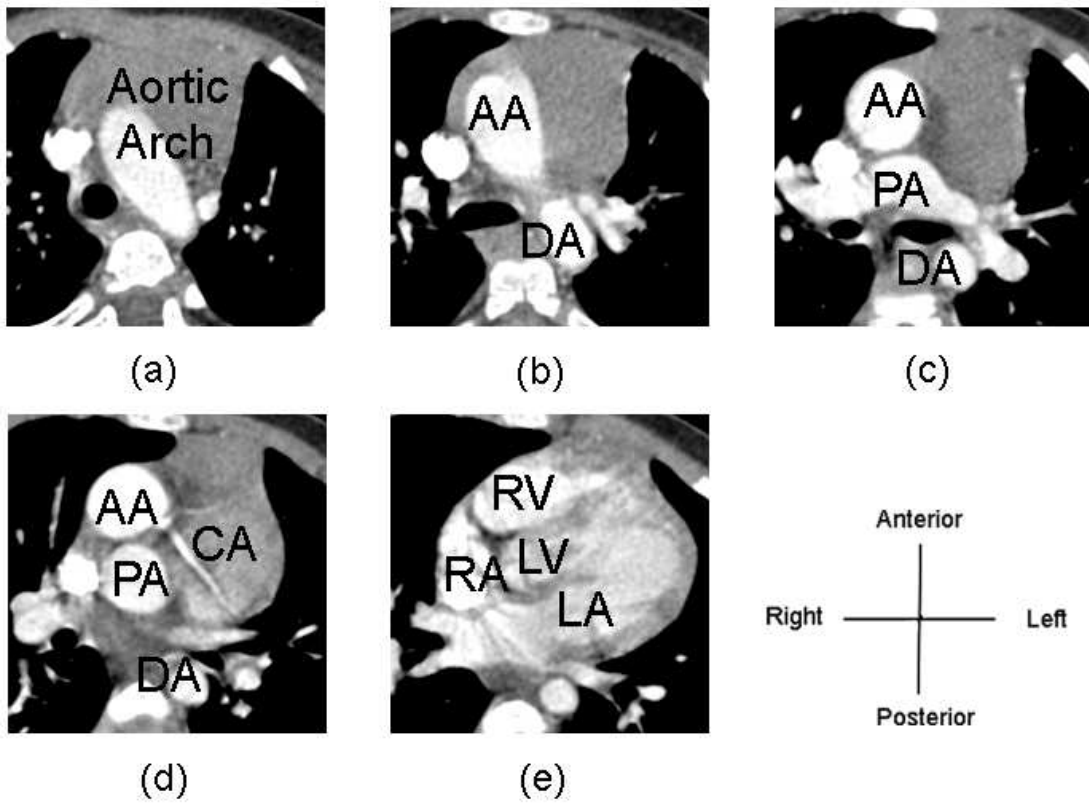 Aortic
Arch
AA
DA
AA
PA
DA
(a)
(b)
(c)
AA
CA
PA
DA
RV
LV
RA
LA
Anterior
Right
Left
Posterior
(d)
(e)